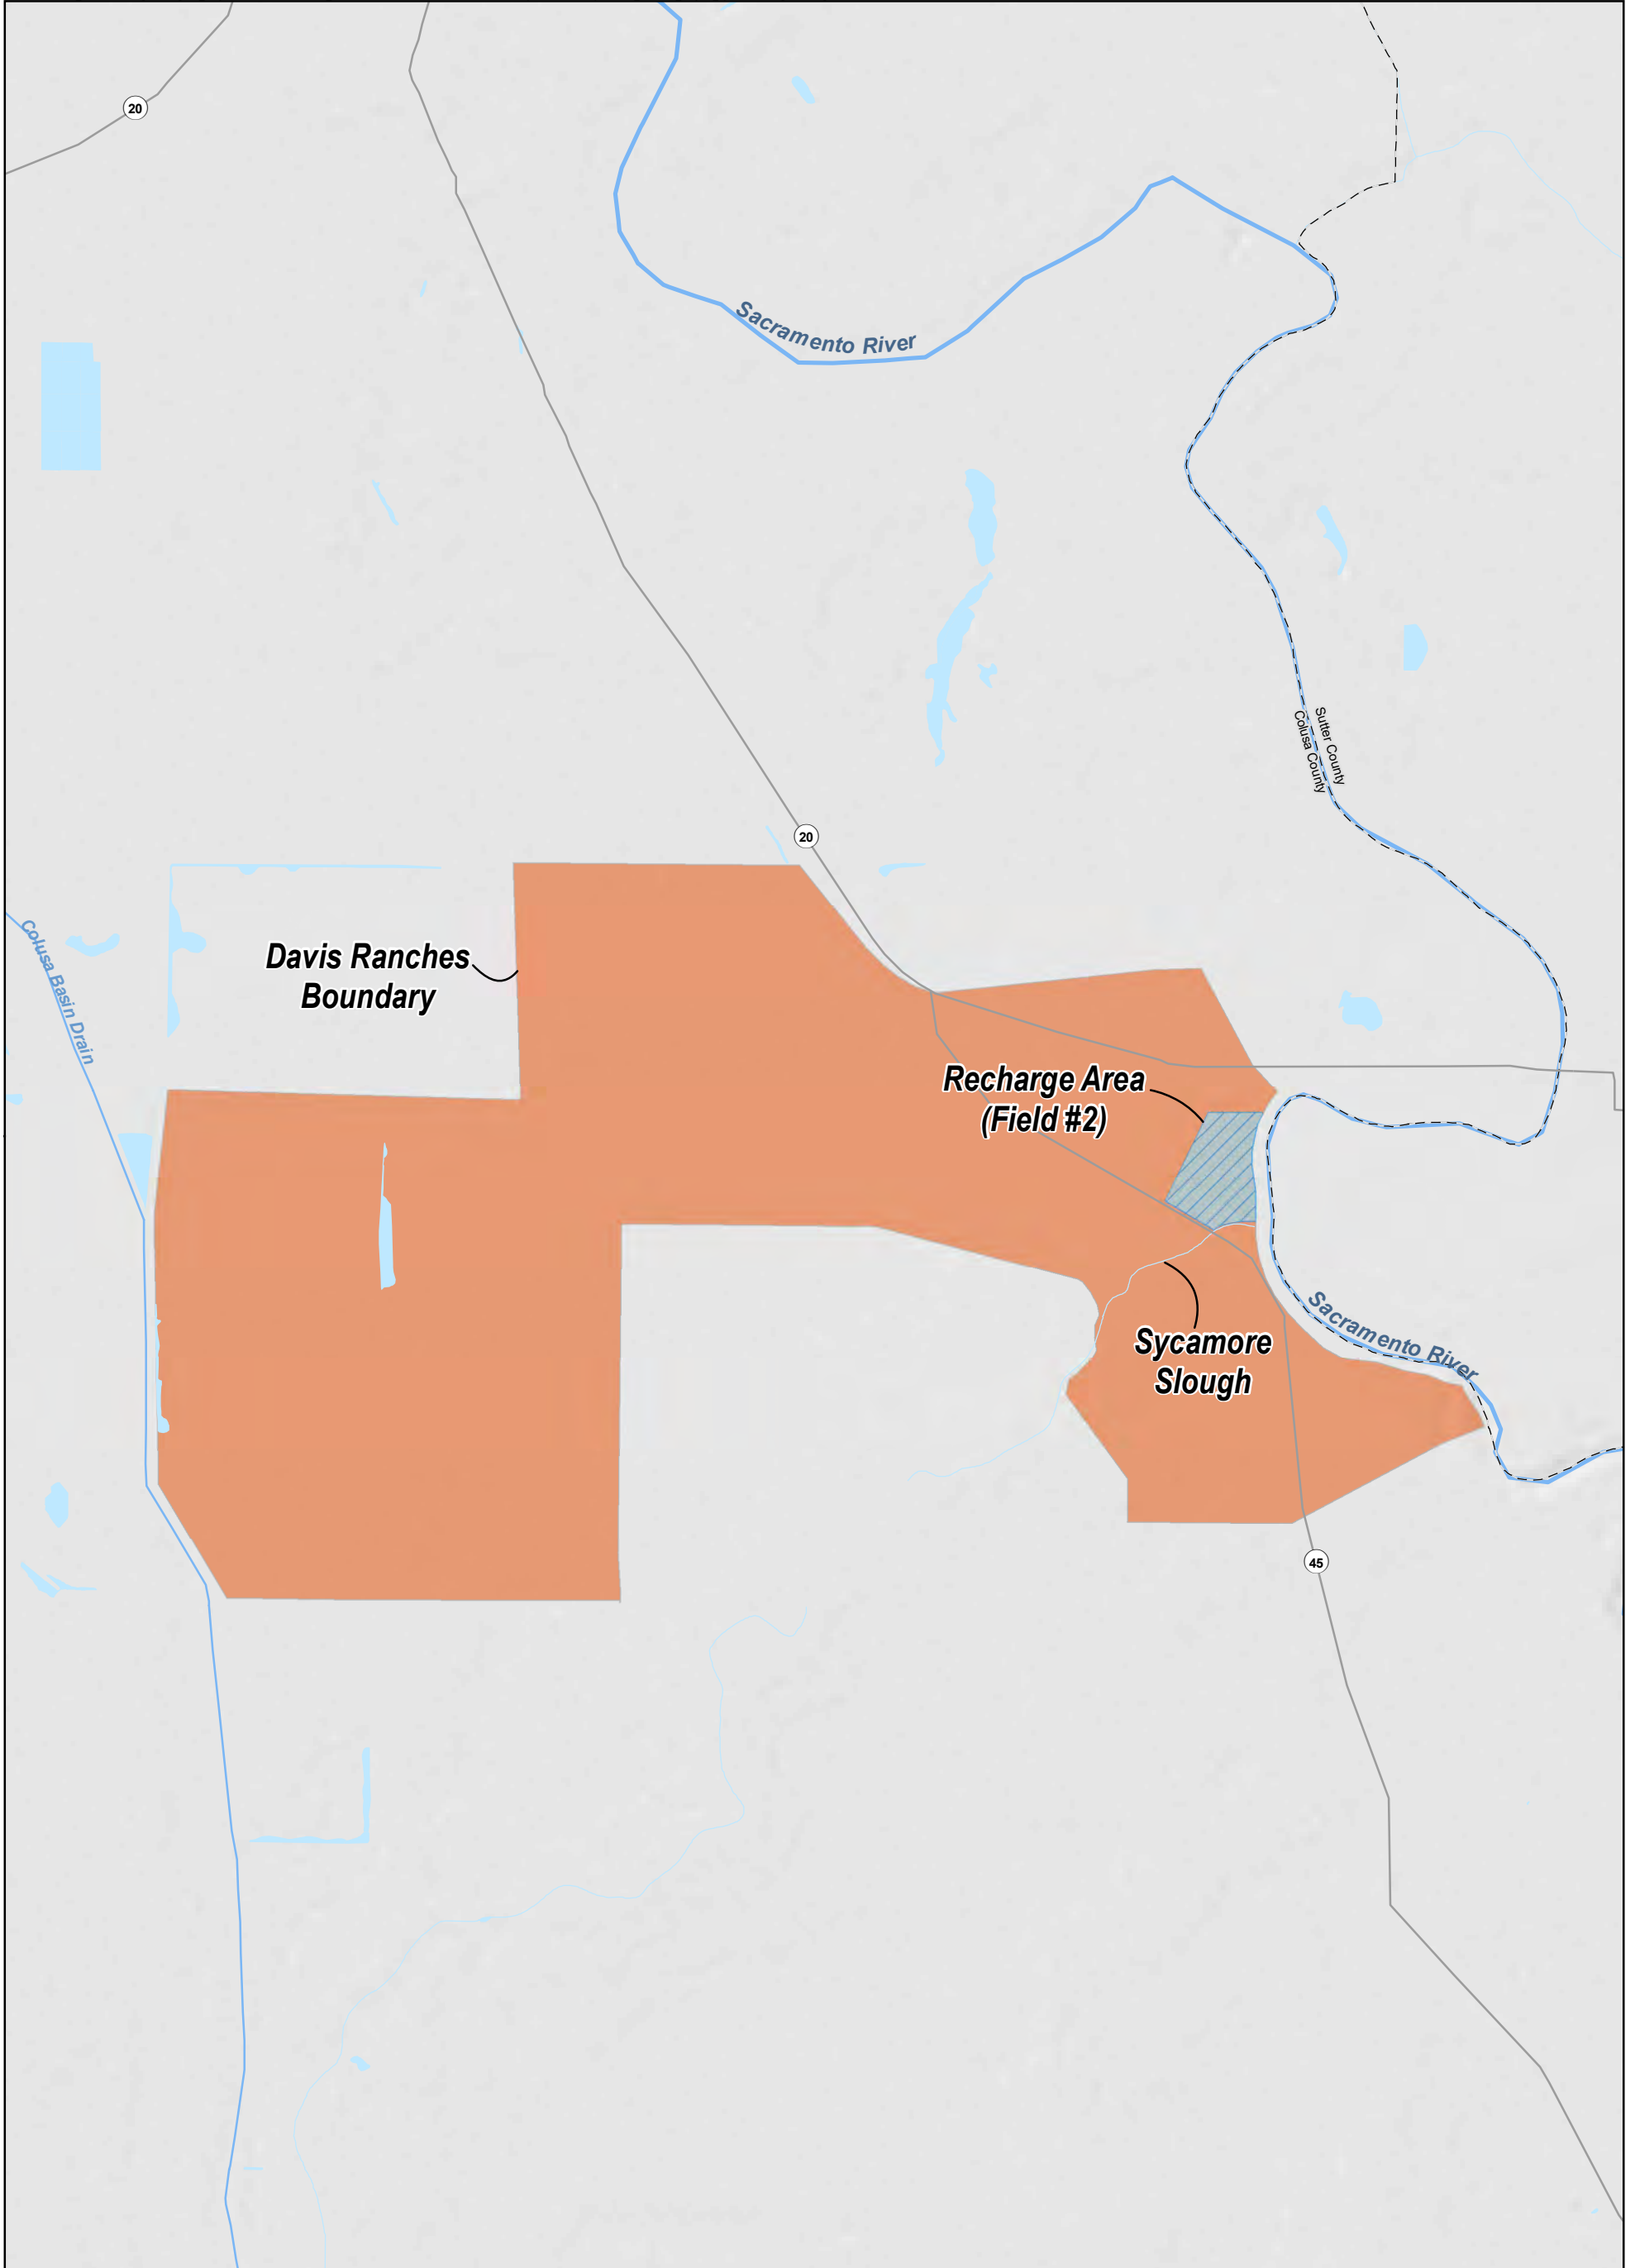 20
Sacramento River
Sutter County
Colusa County
20
Colusa Basin Drain
Davis Ranches
Boundary
Recharge Area
(Field #2)
Sacramento River
Sycamore
Slough
45